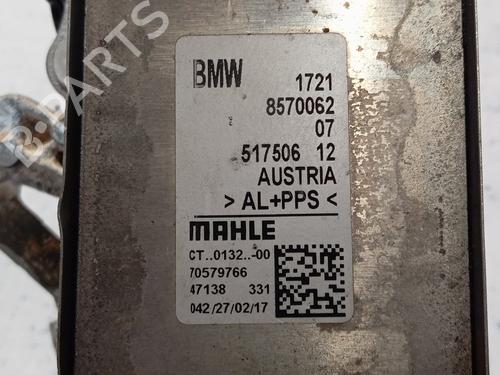 BMW 1721
8570062
07
517506 12
AUSTRIA
> AL+PPS <
MAHLE
CT..0132..-00
70579766
47138 331
042/27/02/17
B-PARTS